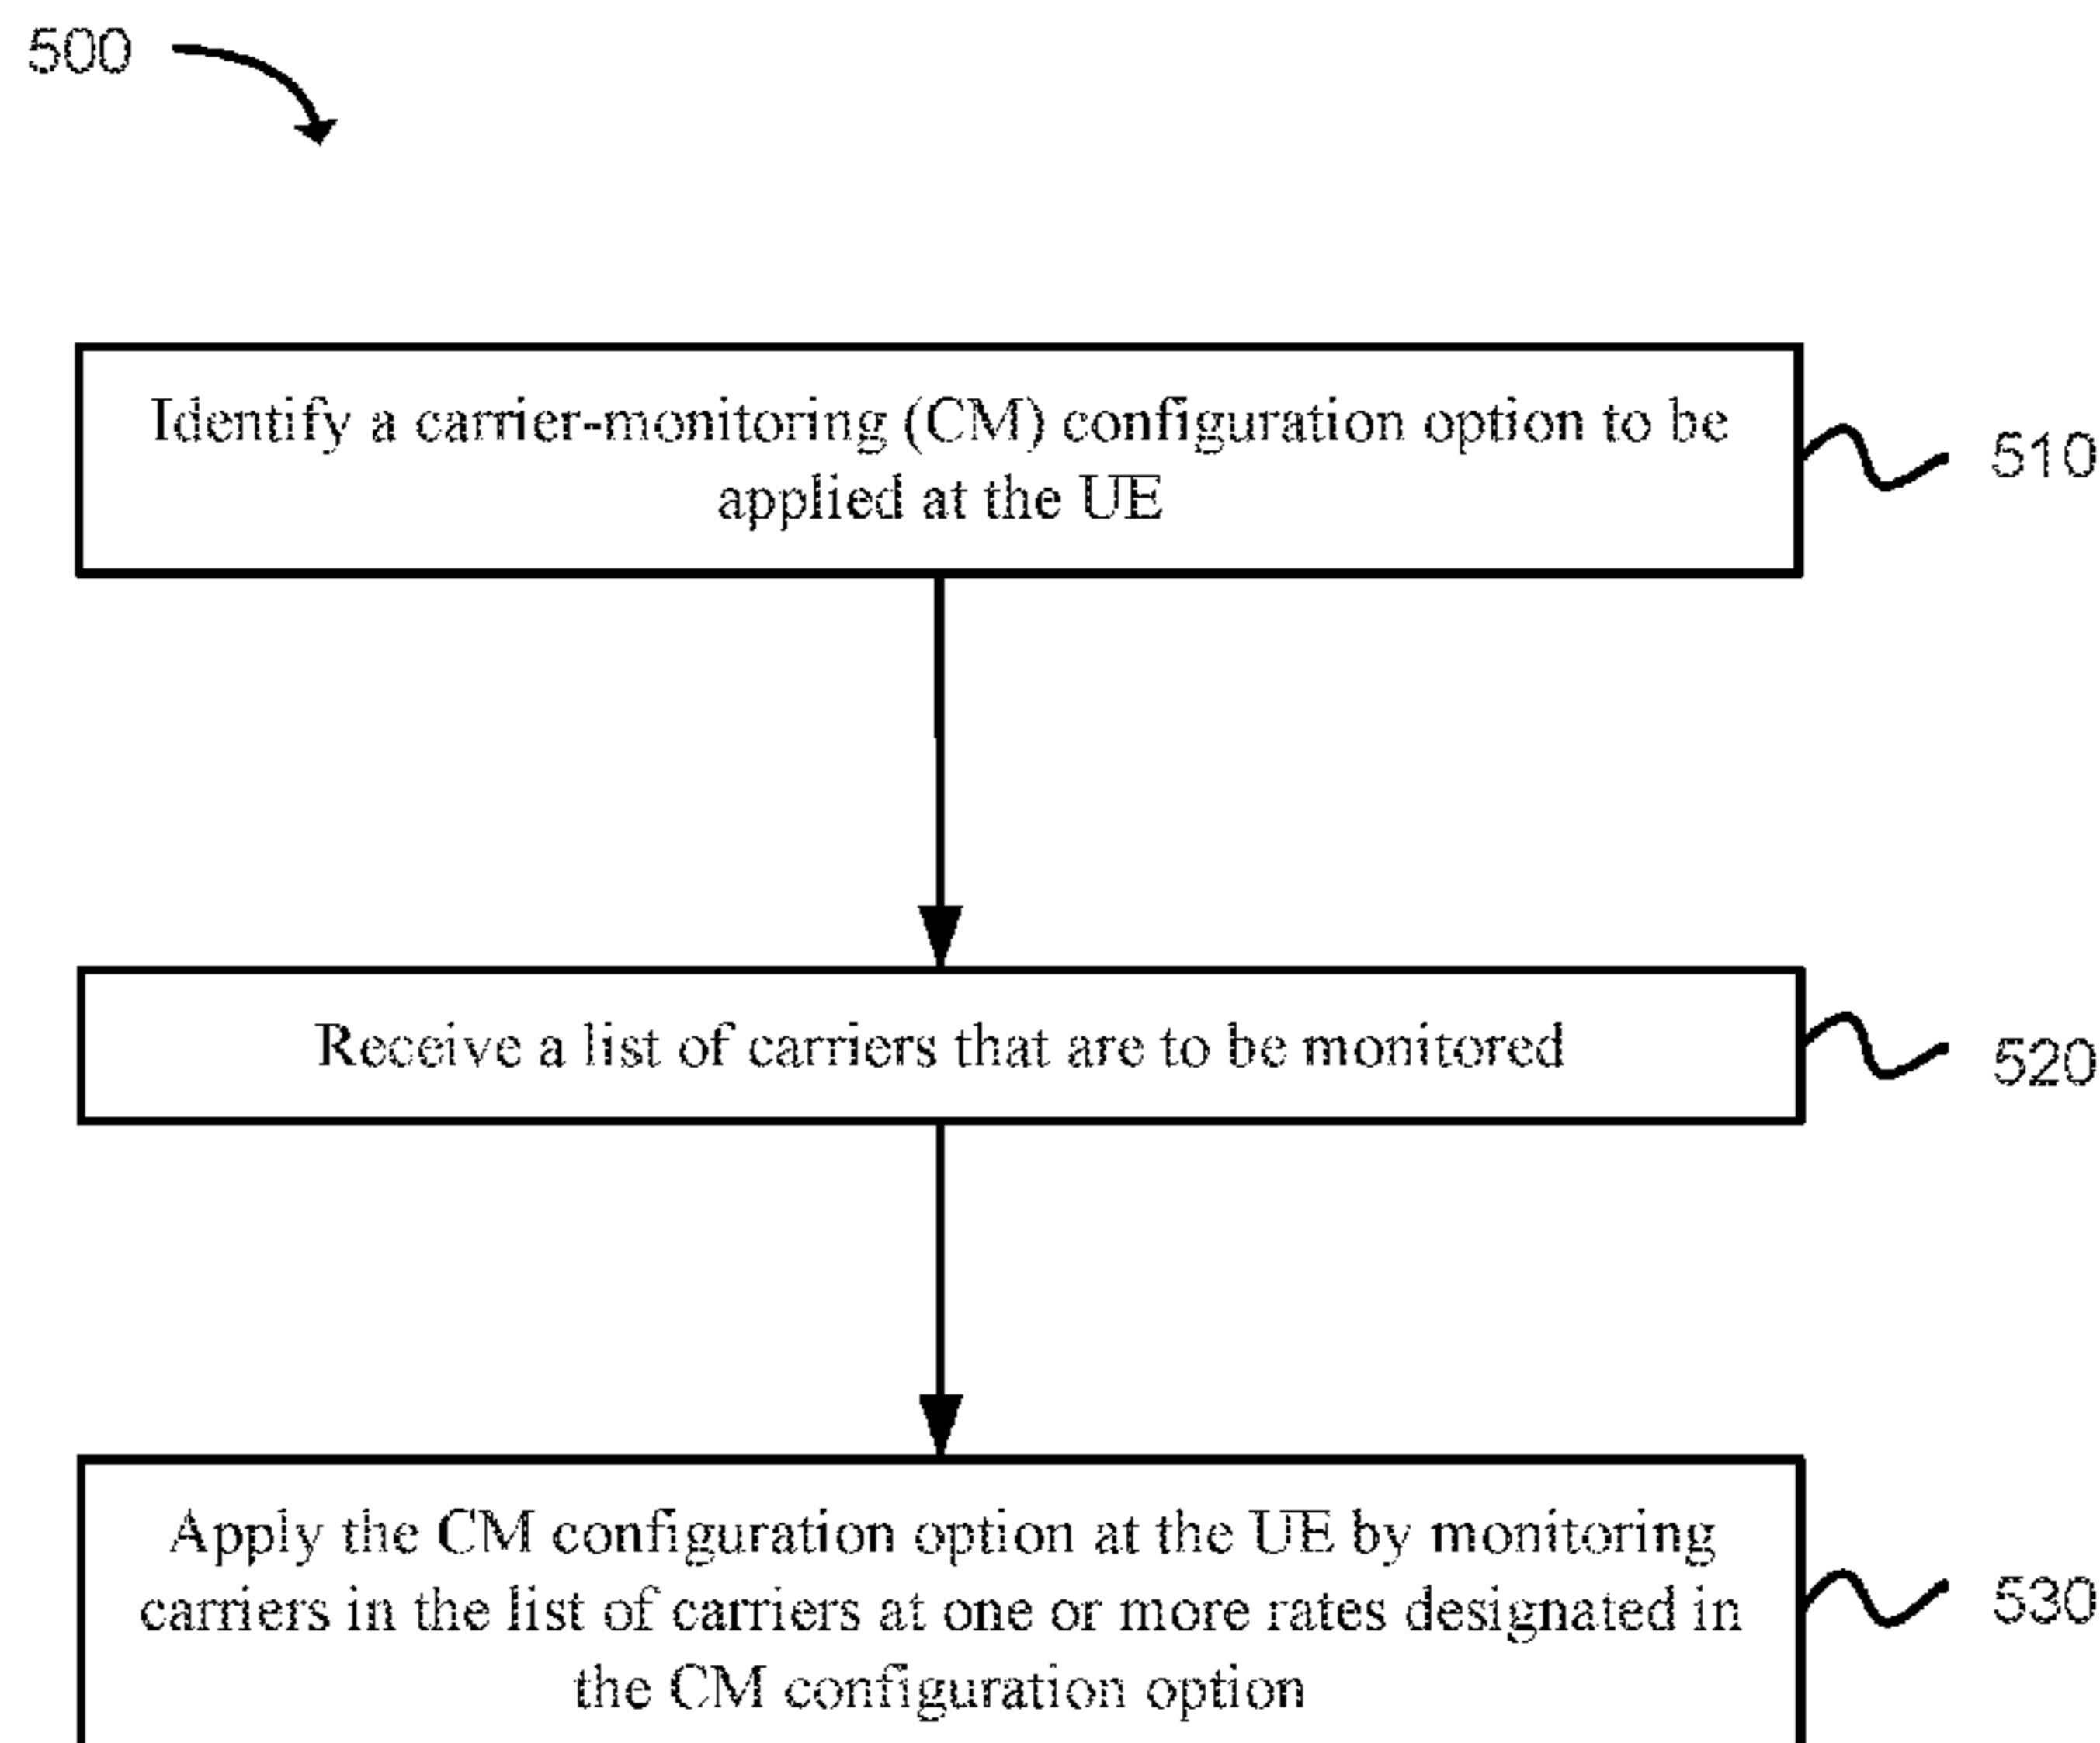 500
Identify a carrier-monitoring (CM) configuration option to be
applied at the UE
510
Receive a list of carriers that are to be monitored
520
Apply the CM configuration option at the UE by monitoring
carriers in the list of carriers at one or more rates designated in
the CM configuration option
530